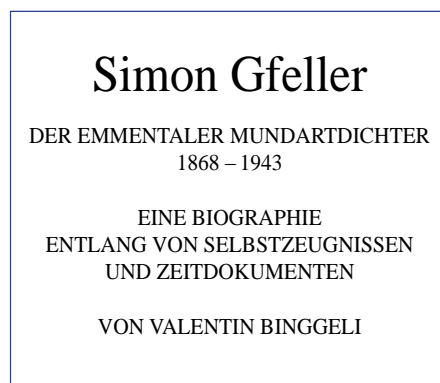 Simon Gfeller
DER EMMENTALER MUNDARTDICHTER
1868 – 1943
EINE BIOGRAPHIE
ENTLANG VON SELBSTZEUGNISSEN
UND ZEITDOKUMENTEN
VON VALENTIN BINGGELI